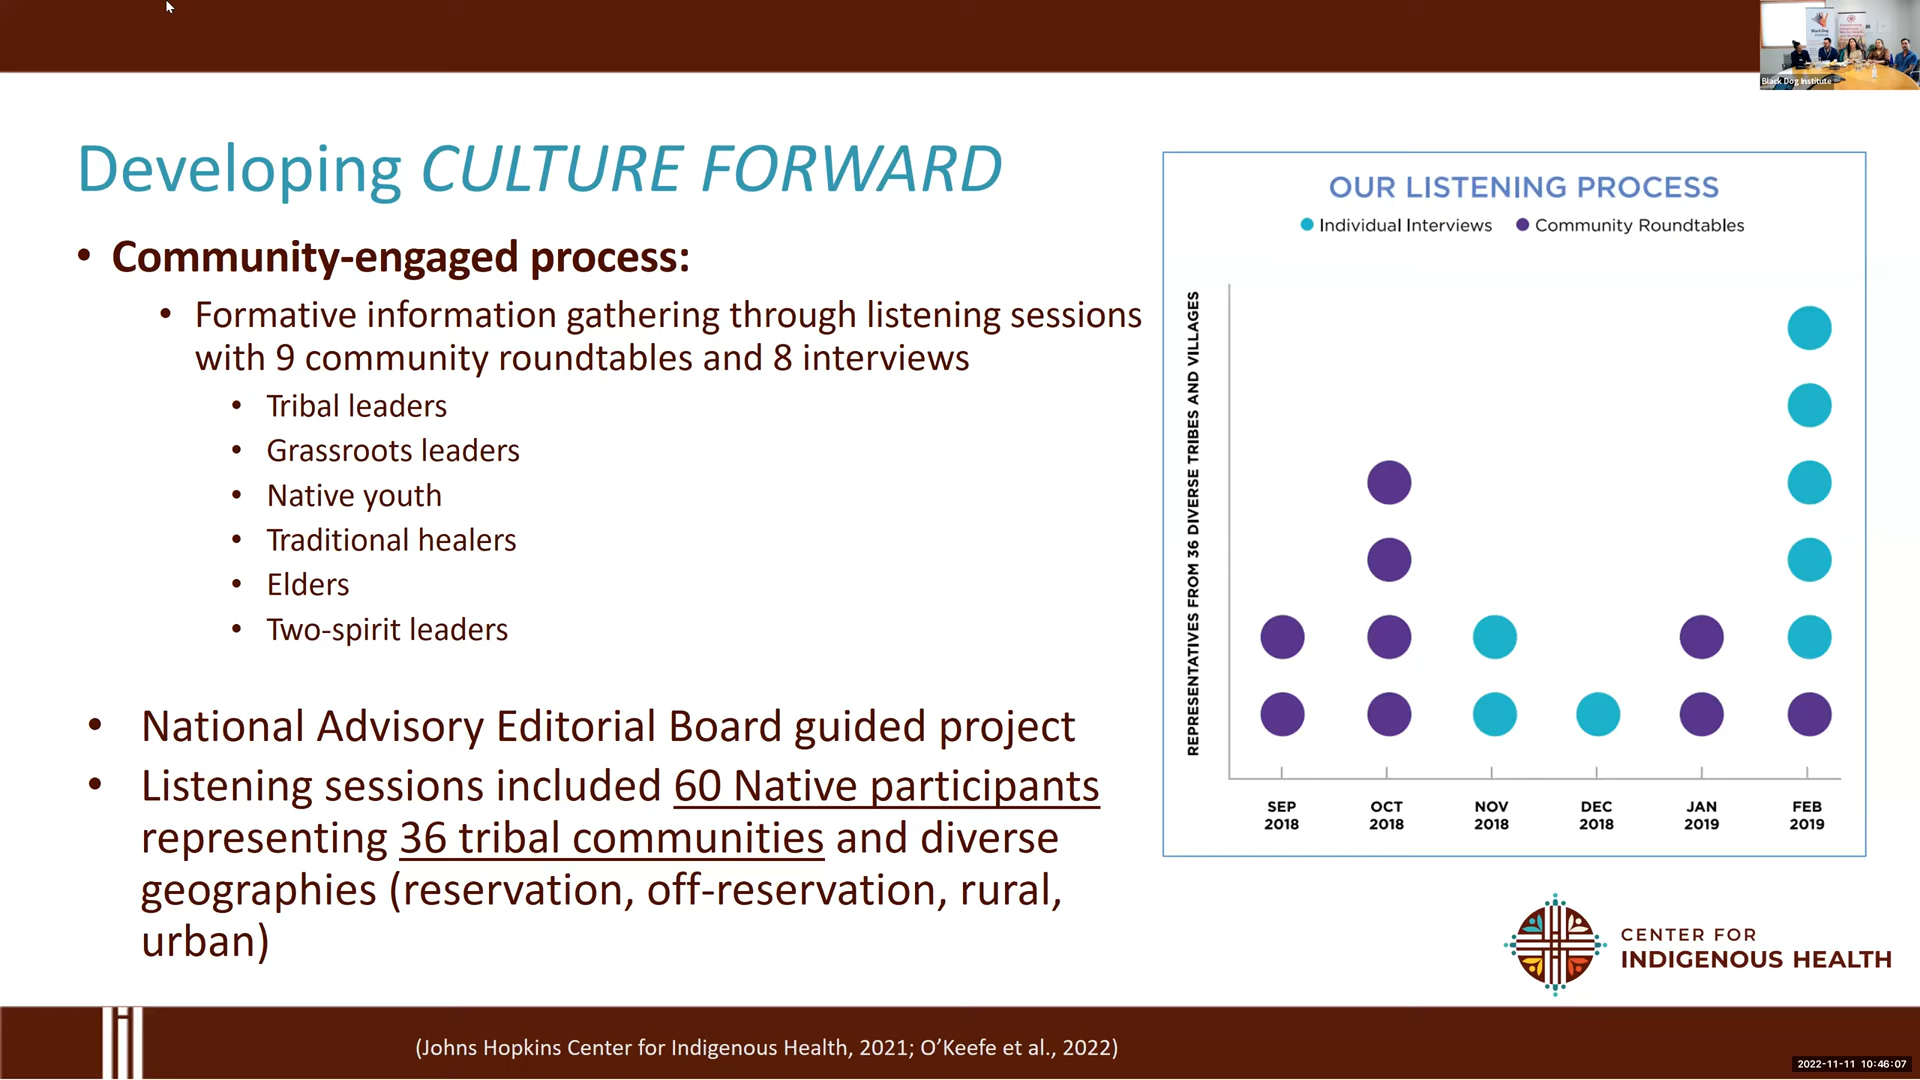 Black Dog Institute
Developing CULTURE FORWARD
• Community-engaged process:
• Formative information gathering through listening sessions
with 9 community roundtables and 8 interviews
• Tribal leaders
• Grassroots leaders
• Native youth
• Traditional healers
• Elders
• Two-spirit leaders
• National Advisory Editorial Board guided project
• Listening sessions included 60 Native participants
representing 36 tribal communities and diverse
geographies (reservation, off-reservation, rural,
urban)
OUR LISTENING PROCESS
Individual Interviews Community Roundtables
REPRESENTATIVES FROM 36 DIVERSE TRIBES AND VILLAGES
SEP OCT NOV DEC JAN FEB
2018 2018 2018 2018 2019 2019
CENTER FOR
INDIGENOUS HEALTH
(Johns Hopkins Center for Indigenous Health, 2021; O’Keefe et al., 2022)
2022-11-11 10:46:07